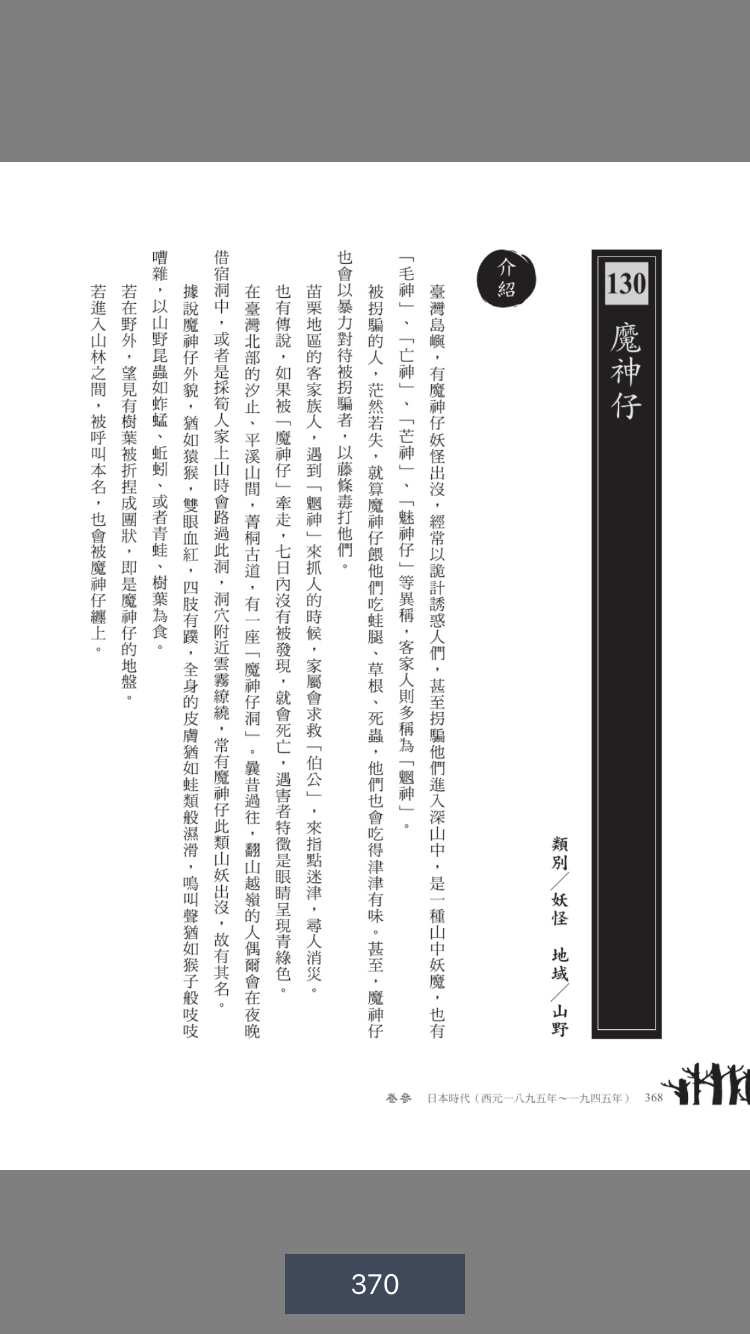 130 魔神仔
類別／妖怪　地域／山野
介紹
臺灣島嶼，有魔神仔妖怪出沒，經常以詭計誘惑人們，甚至拐騙他們進入深山中，是一種山中妖魔，也有
「毛神」、「亡神」、「芒神」、「魅神仔」等異稱，客家人則多稱為「魍神」。
被拐騙的人，茫然若失，就算魔神仔餵他們吃蛙腿、草根、死蟲，他們也會吃得津津有味。甚至，魔神仔
也會以暴力對待被拐騙者，以藤條毒打他們。
苗栗地區的客家族人，遇到「魍神」來抓人的時候，家屬會求救「伯公」，來指點迷津，尋人消災。
也有傳說，如果被「魔神仔」牽走，七日內沒有被發現，就會死亡，遇害者特徵是眼睛呈現青綠色。
在臺灣北部的汐止、平溪山間，菁桐古道，有一座「魔神仔洞」。曩昔過往，翻山越嶺的人偶爾會在夜晚
借宿洞中，或者是採筍人家上山時會路過此洞，洞穴附近雲霧繚繞，常有魔神仔此類山妖出沒，故有其名。
據說魔神仔外貌，猶如猿猴，雙眼血紅，四肢有蹼，全身的皮膚猶如蛙類般濕滑，鳴叫聲猶如猴子般吱吱
嘈雜，以山野昆蟲如蚱蜢、蚯蚓、或者青蛙、樹葉為食。
若在野外，望見有樹葉被折捏成團狀，即是魔神仔的地盤。
若進入山林之間，被呼叫本名，也會被魔神仔纏上。
卷參　日本時代（西元一八九五年～一九四五年）　368
370